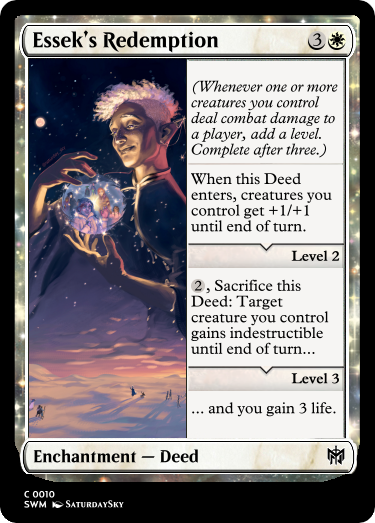 Essek's Redemption 3
(Whenever one or more
creatures you control
deal combat damage to
a player, add a level.
Complete after three.)
When this Deed
enters, creatures you
control get +1/+1
until end of turn.
Level 2
2, Sacrifice this
Deed: Target
creature you control
gains indestructible
until end of turn...
Level 3
... and you gain 3 life.
Enchantment — Deed
C 0010
SWM SaturdaySky